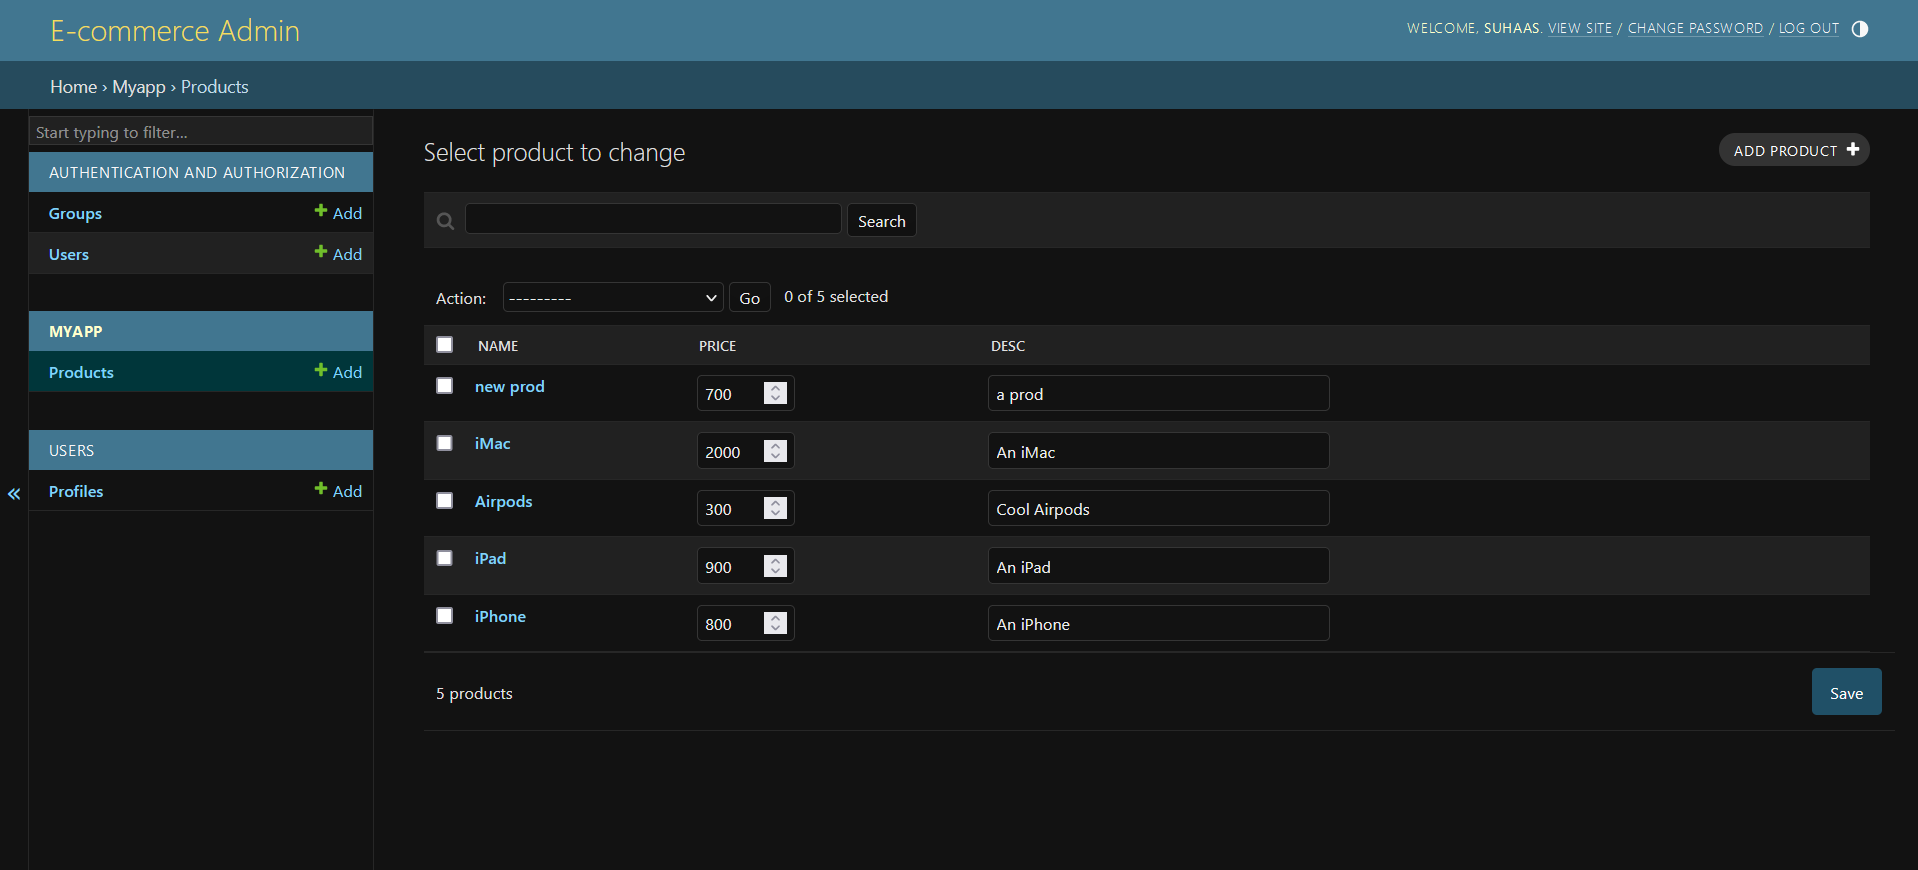 E-commerce Admin
WELCOME, SUHAAS. VIEW SITE / CHANGE PASSWORD / LOG OUT
Home › Myapp › Products
Start typing to filter...
AUTHENTICATION AND AUTHORIZATION
Groups Add
Users Add
MYAPP
Products Add
USERS
Profiles Add
«
Select product to change
ADD PRODUCT
Search
Action: --------- Go 0 of 5 selected
NAME PRICE DESC
new prod 700 a prod
iMac 2000 An iMac
Airpods 300 Cool Airpods
iPad 900 An iPad
iPhone 800 An iPhone
5 products
Save